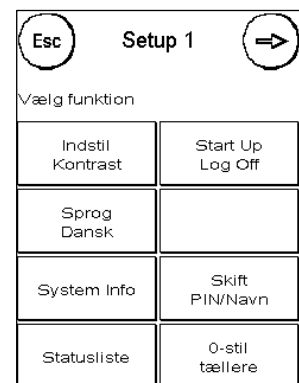 Esc Setup 1
Vælg funktion
Indstil
Kontrast
Start Up
Log Off
Sprog
Dansk
System Info
Skift
PIN/Navn
Statusliste
0-stil
tællere